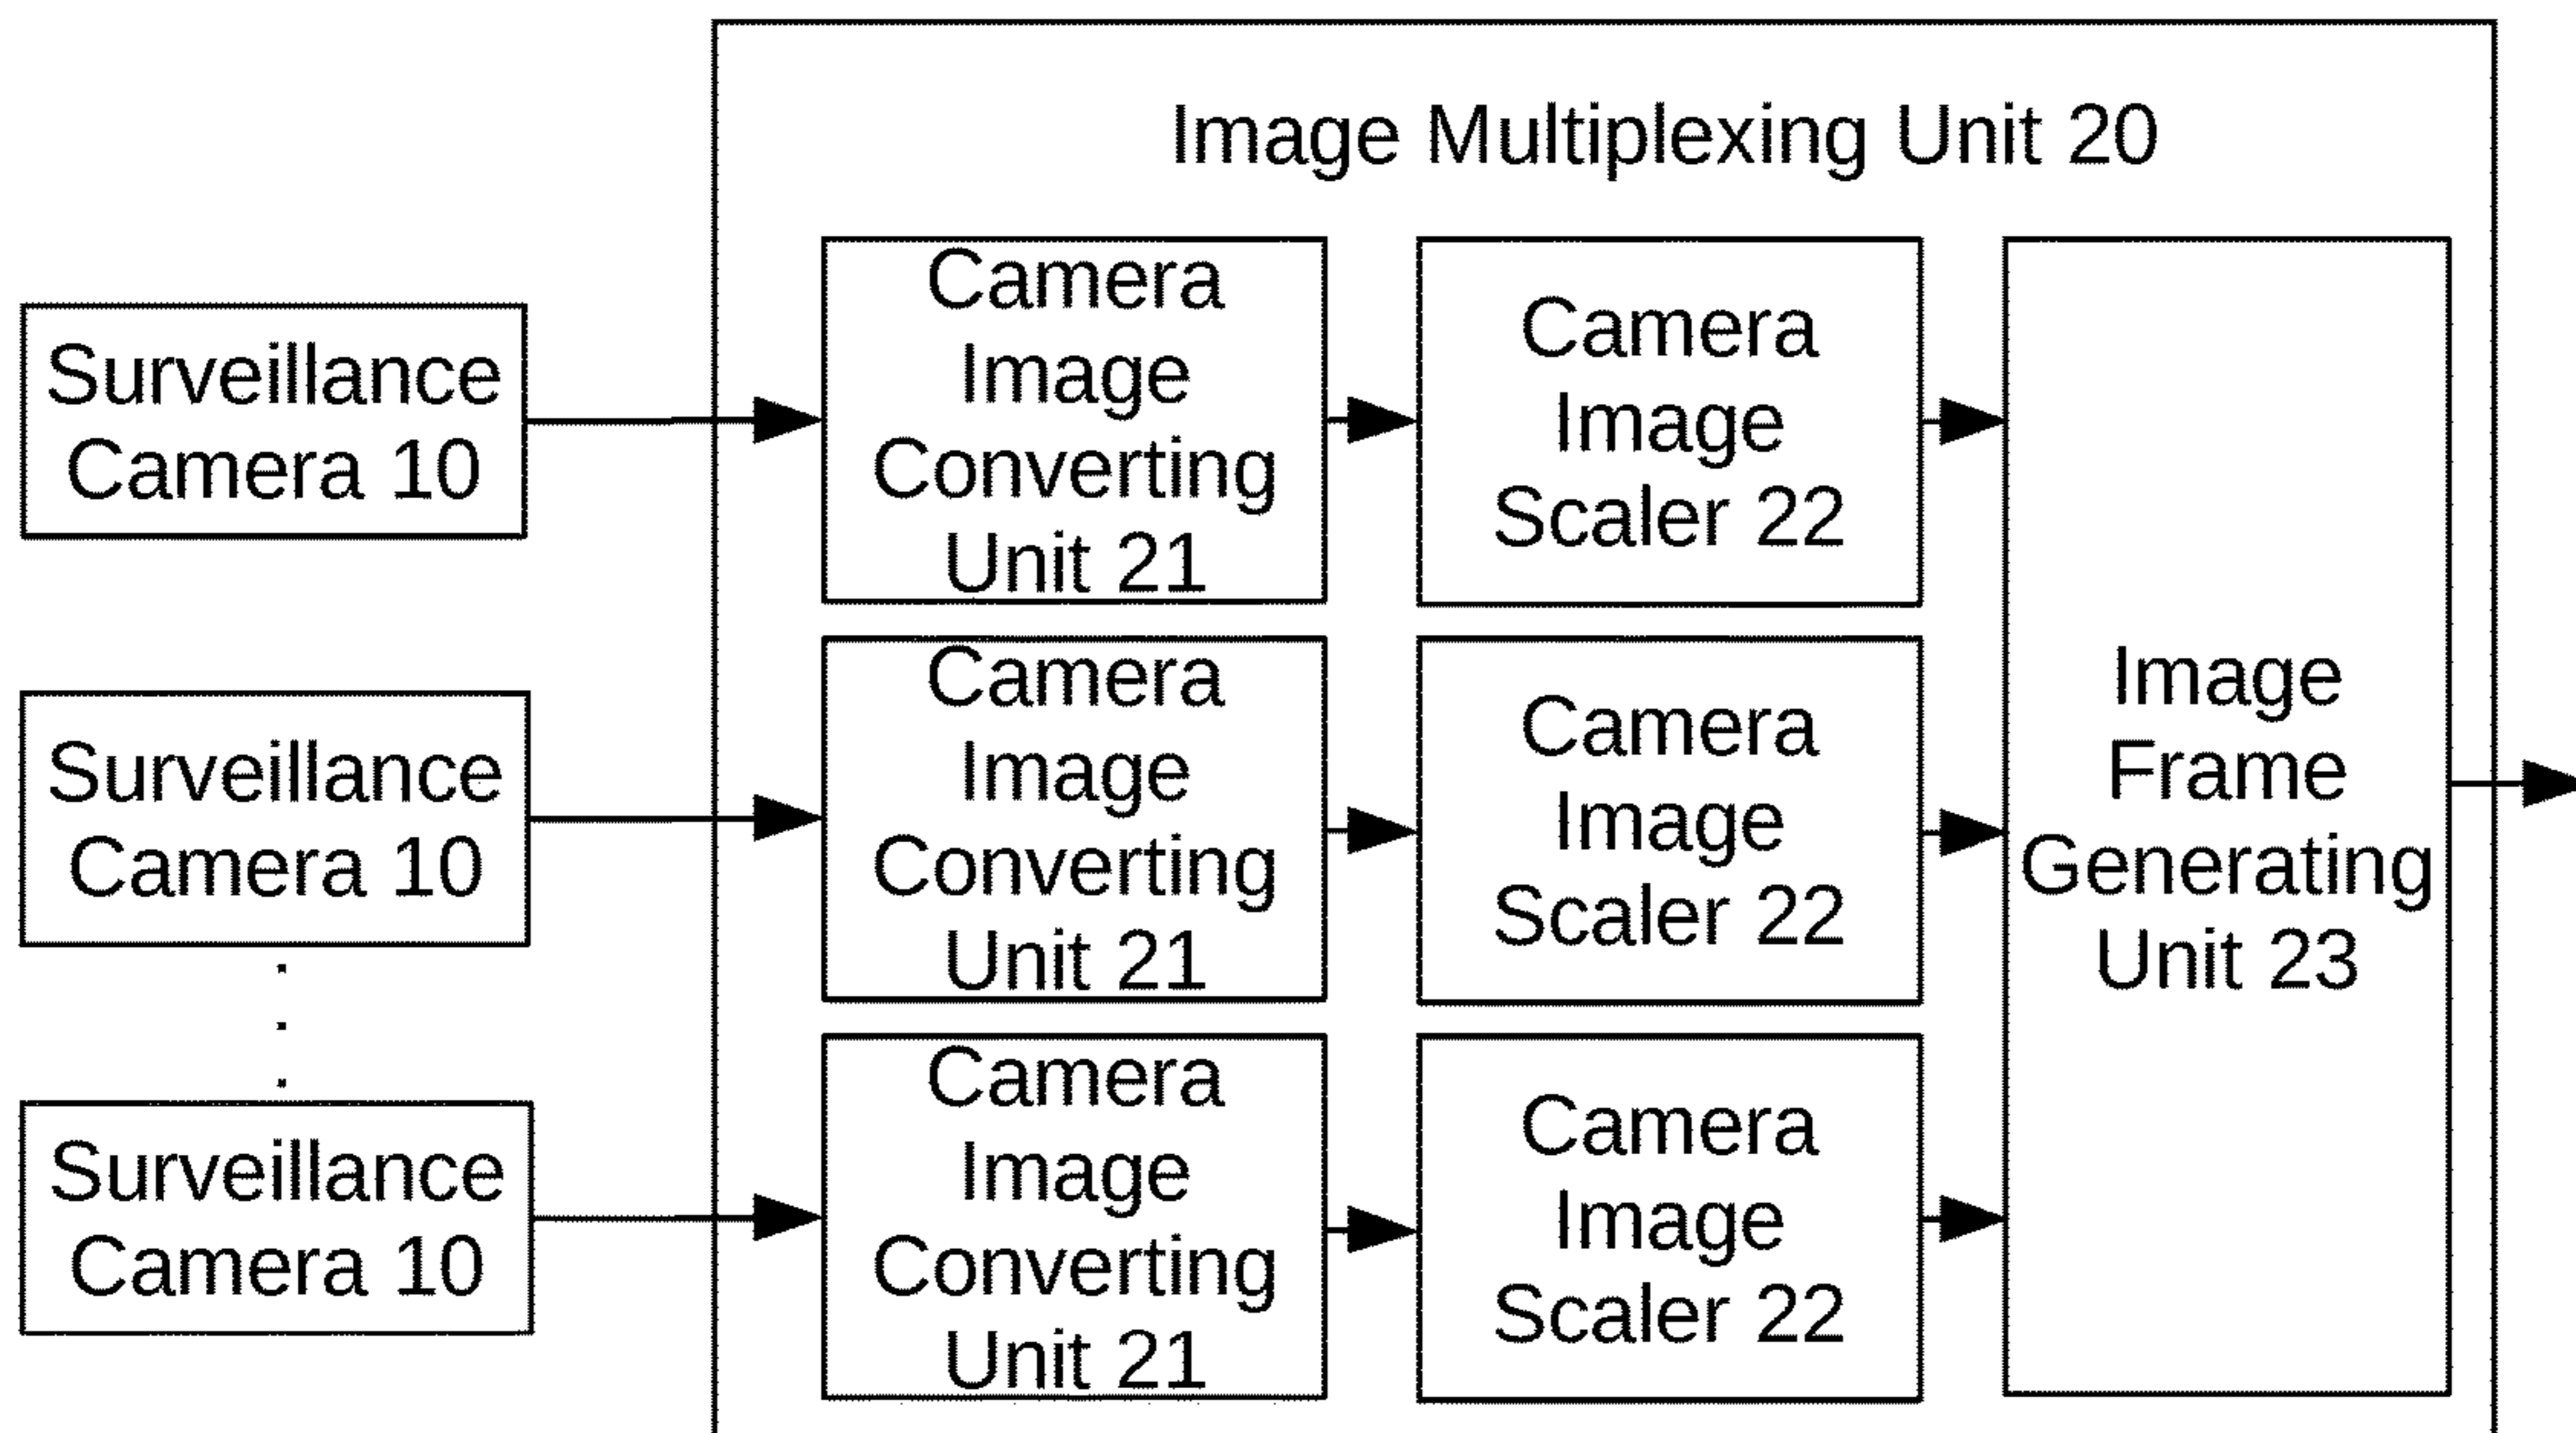 Image Multiplexing Unit 20
Surveillance
Camera 10
Camera
Image
Converting
Unit 21
Camera
Image
Scaler 22
Surveillance
Camera 10
Camera
Image
Converting
Unit 21
Camera
Image
Scaler 22
Surveillance
Camera 10
Camera
Image
Converting
Unit 21
Camera
Image
Scaler 22
Image
Frame
Generating
Unit 23